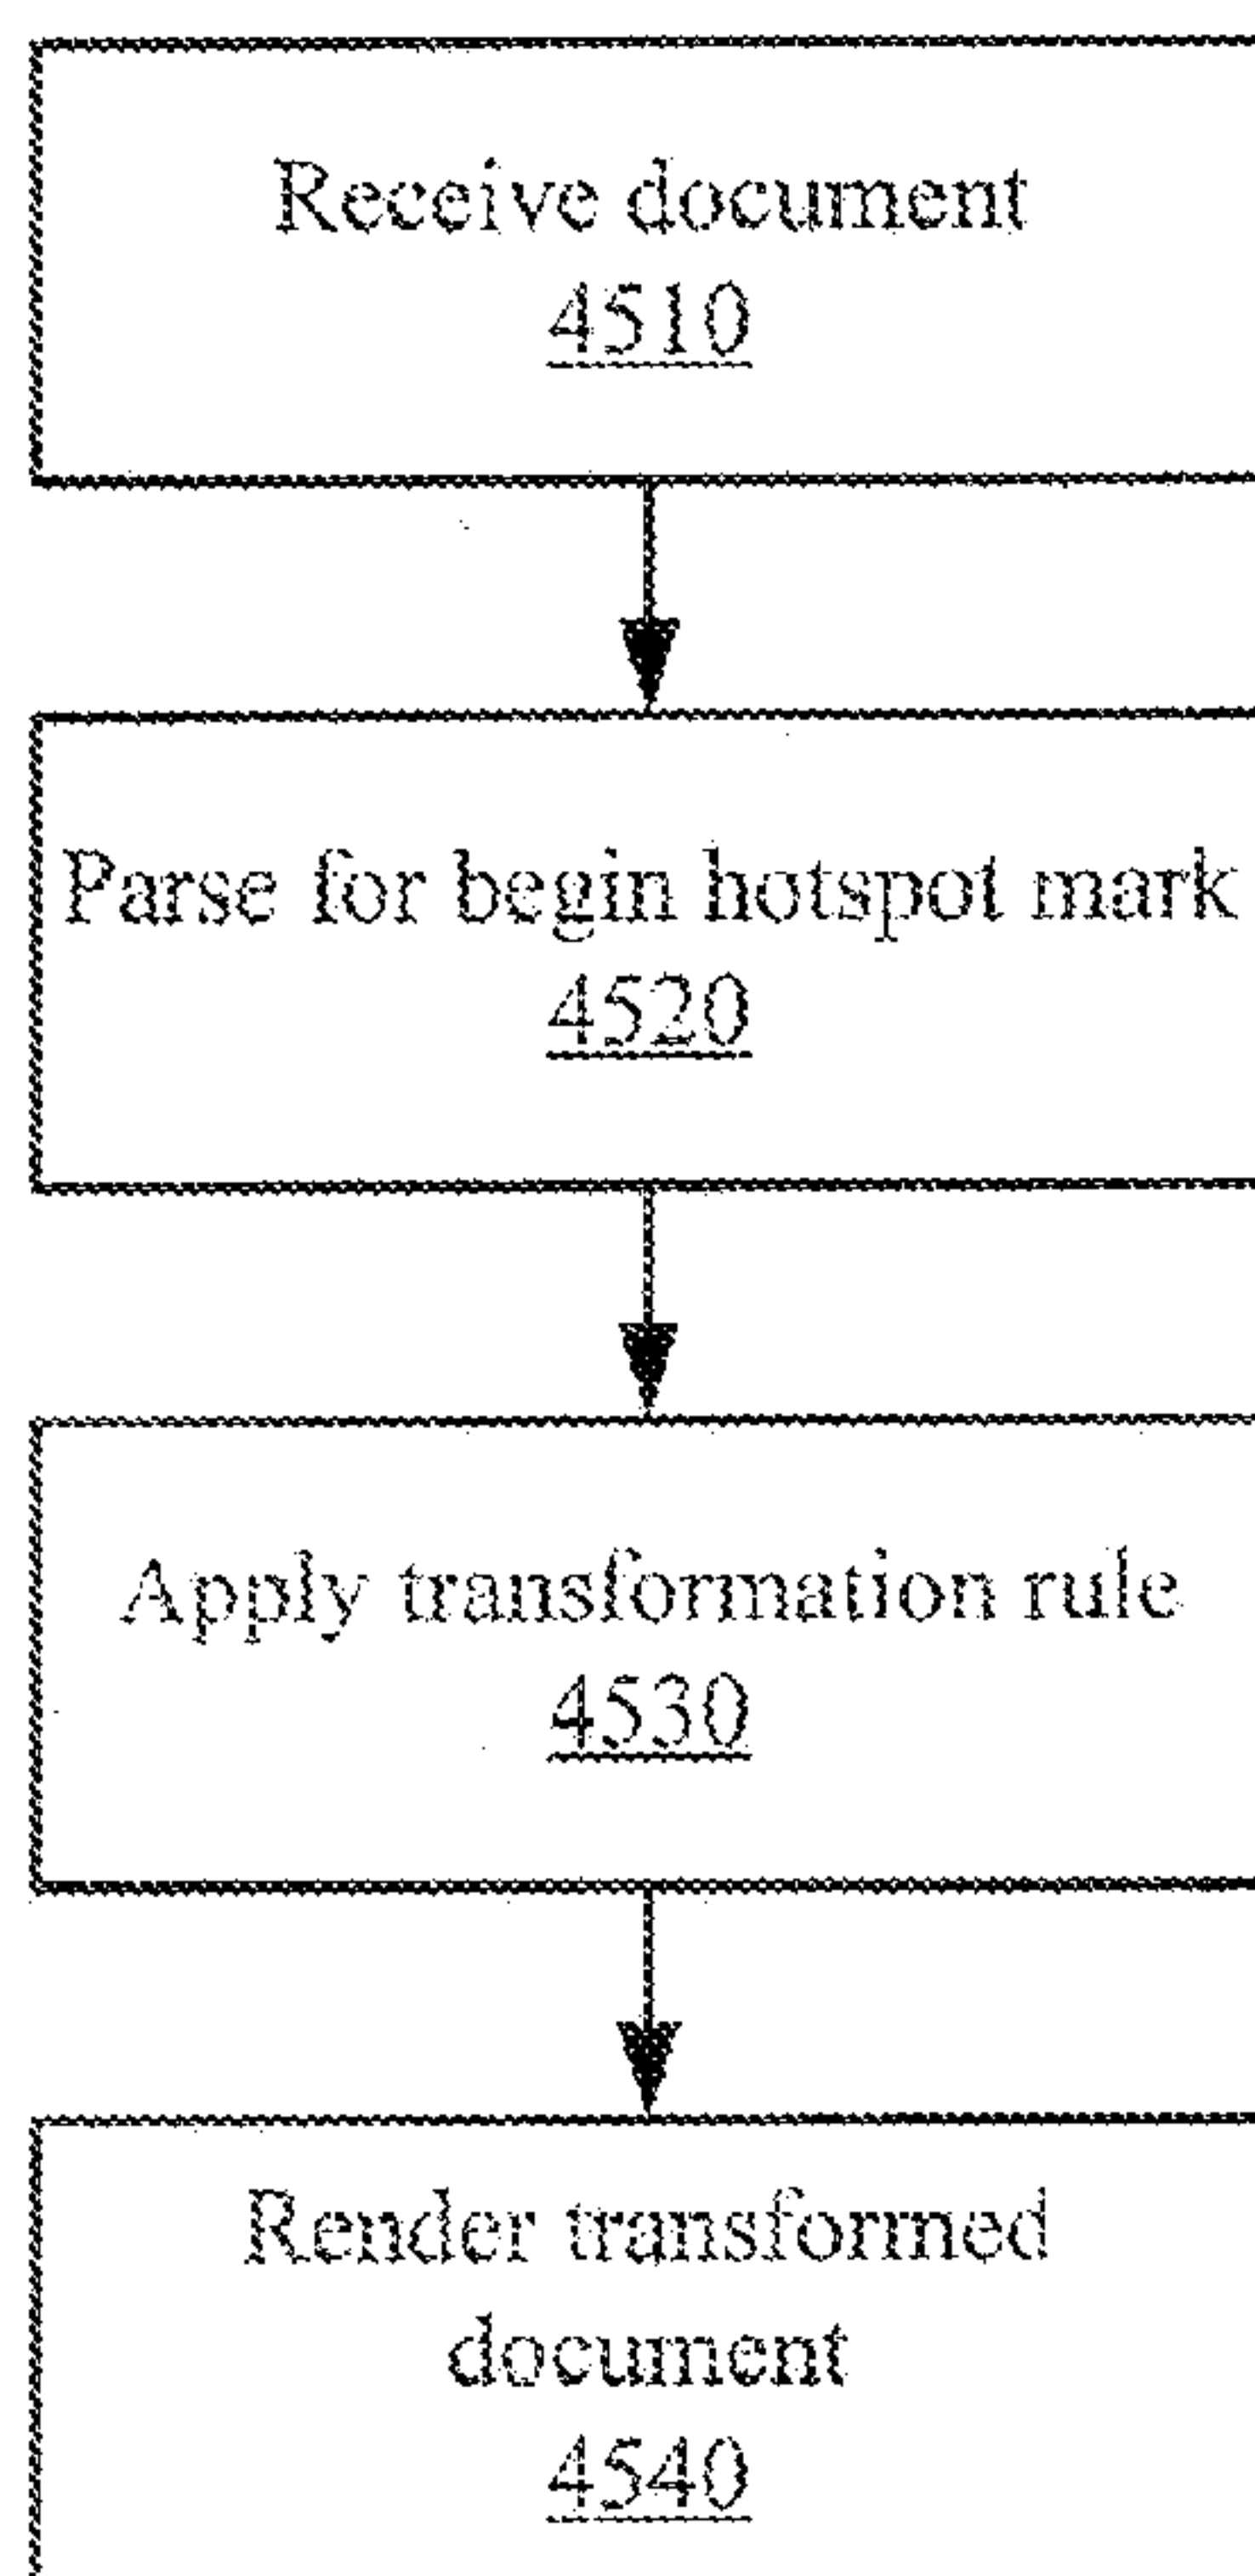 Receive document
4510
Parse for begin hotspot mark
4520
Apply transformation rule
4530
Render transformed
document
4540